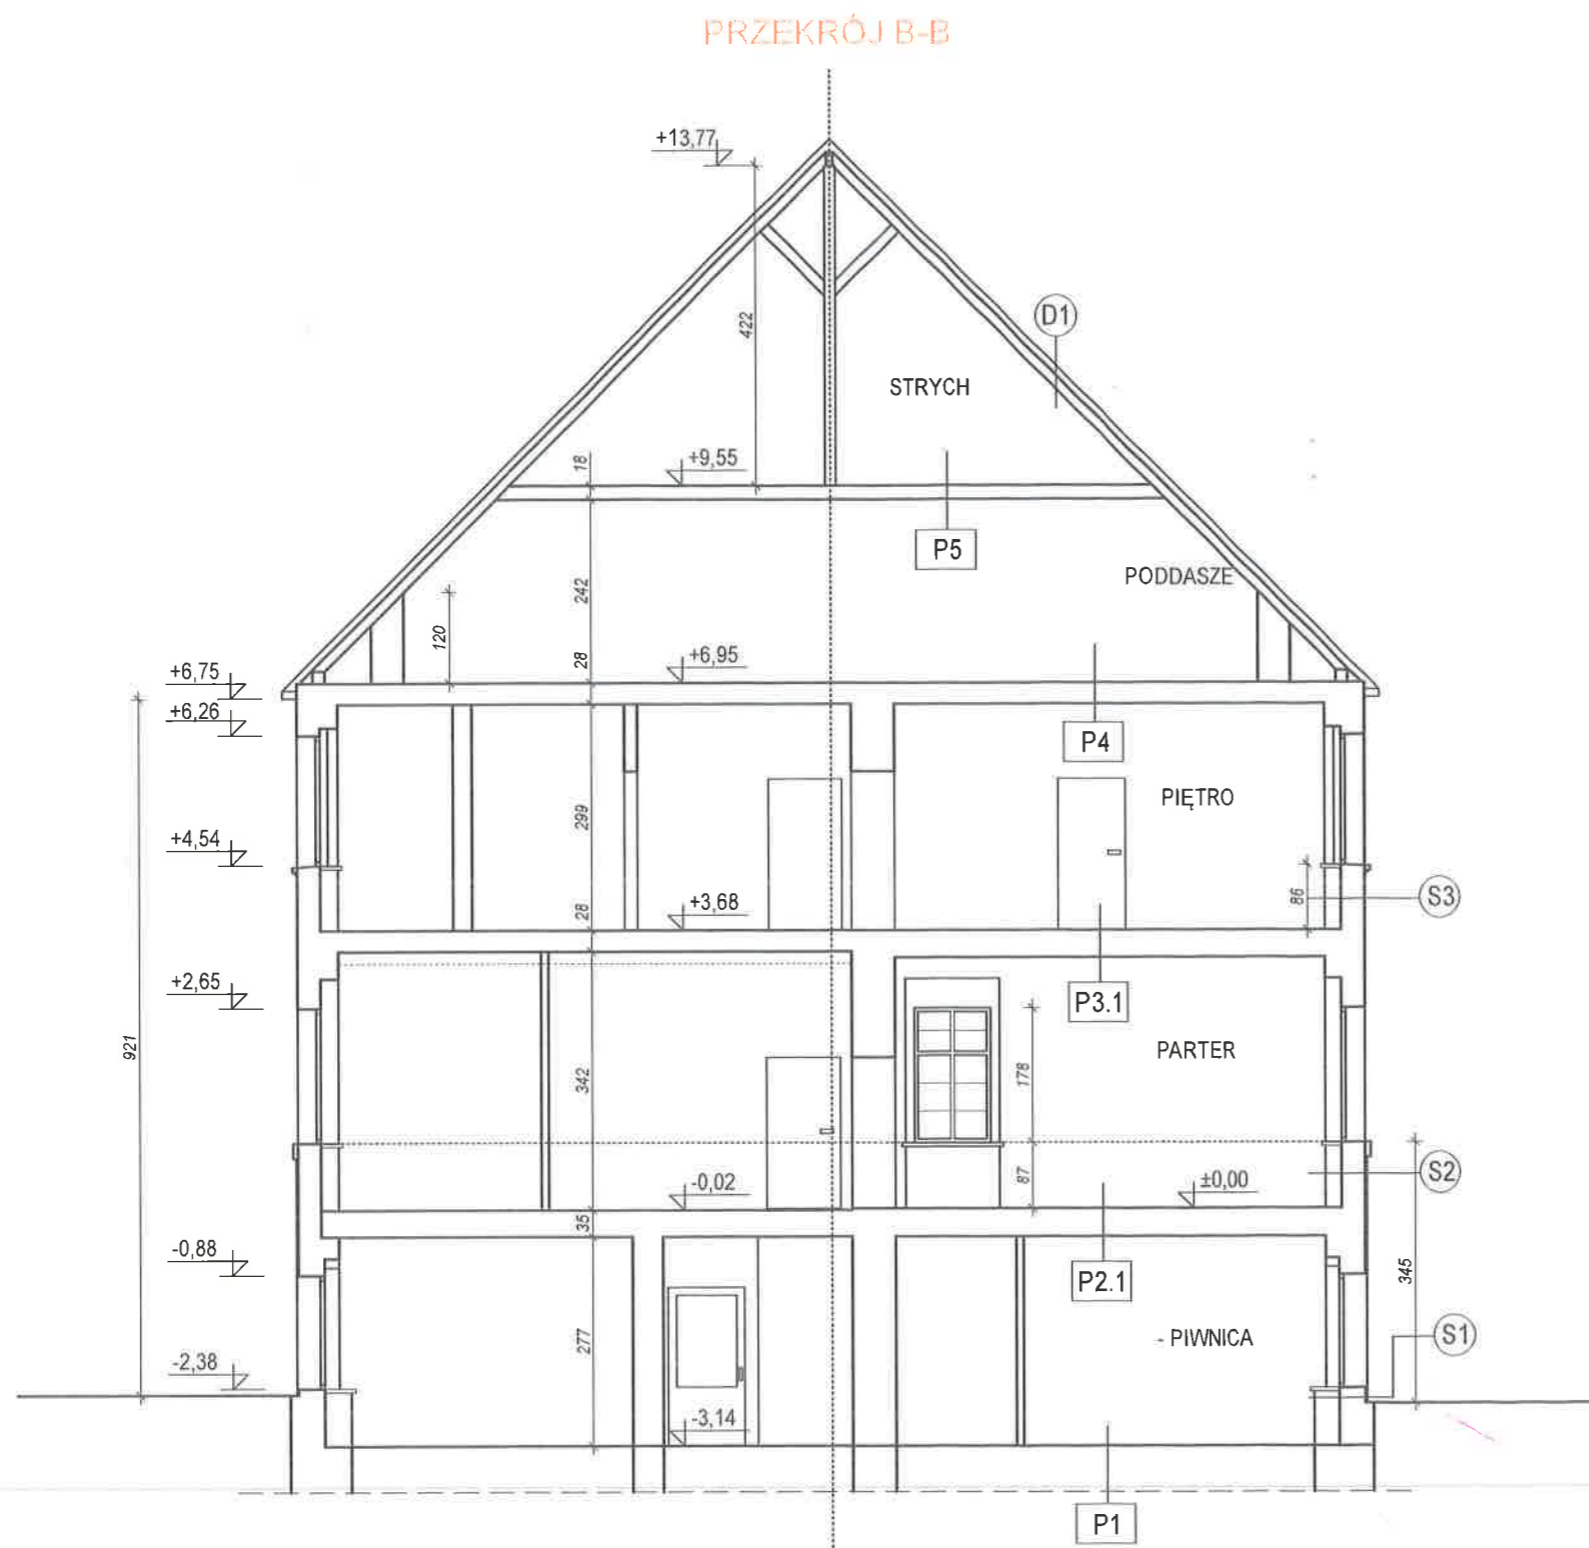 PRZEKRÓJ B-B
+13,77
422
D1
STRYCH
18
+9,55
P5
PODDASZE
242
120
28
+6,95
+6,75
+6,26
P4
PIĘTRO
299
+4,54
86
S3
28
+3,68
+2,65
P3.1
PARTER
921
342
178
S2
87
-0,02
±0,00
35
-0,88
P2.1
345
277
- PIWNICA
S1
-2,38
-3,14
P1